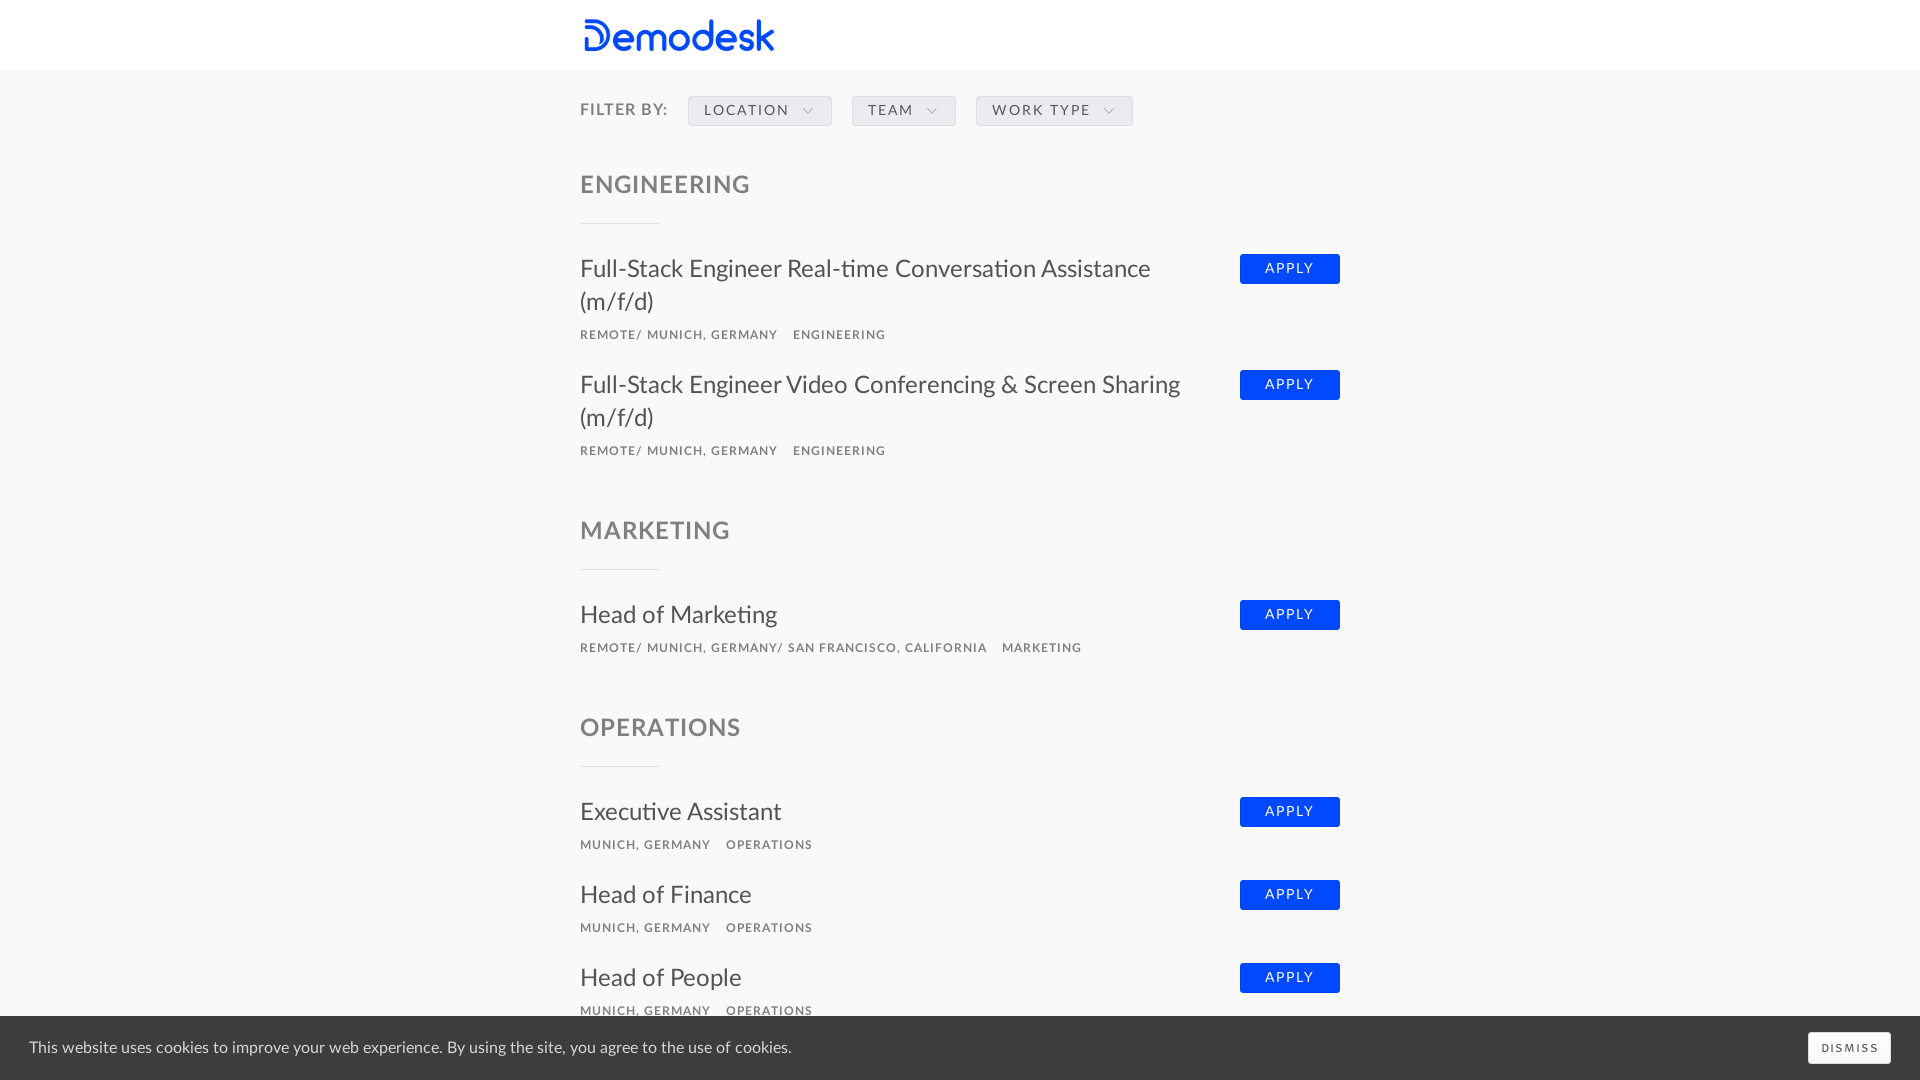 Demodesk
FILTER BY: LOCATION TEAM WORK TYPE
ENGINEERING
Full-Stack Engineer Real-time Conversation Assistance
(m/f/d)
APPLY
REMOTE/ MUNICH, GERMANY ENGINEERING
Full-Stack Engineer Video Conferencing & Screen Sharing
(m/f/d)
APPLY
REMOTE/ MUNICH, GERMANY ENGINEERING
MARKETING
Head of Marketing
APPLY
REMOTE/ MUNICH, GERMANY/ SAN FRANCISCO, CALIFORNIA MARKETING
OPERATIONS
Executive Assistant
APPLY
MUNICH, GERMANY OPERATIONS
Head of Finance
APPLY
MUNICH, GERMANY OPERATIONS
Head of People
APPLY
MUNICH, GERMANY OPERATIONS
This website uses cookies to improve your web experience. By using the site, you agree to the use of cookies.
DISMISS